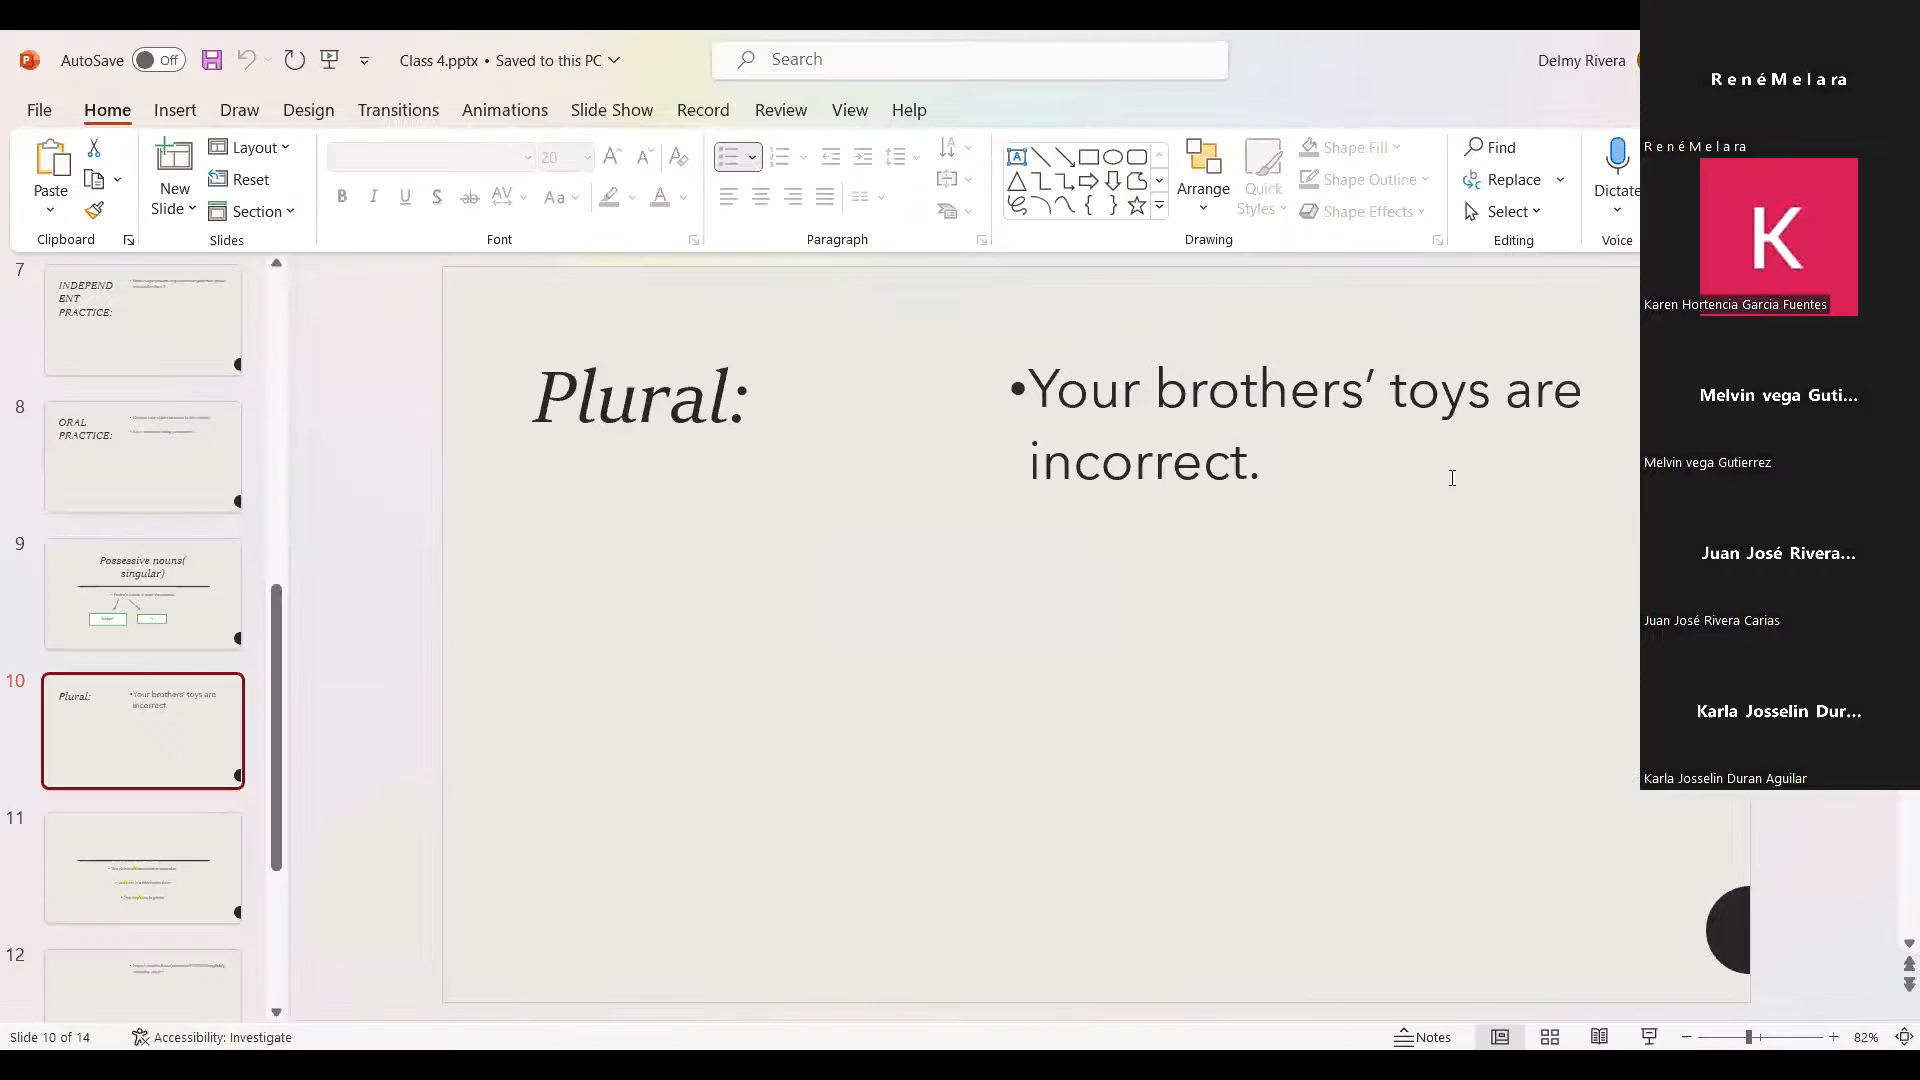 AutoSave Off Class 4.pptx • Saved to this PC Search Delmy Rivera
File Home Insert Draw Design Transitions Animations Slide Show Record Review View Help
Paste
New
Slide
Layout
Reset
Section
20
B I U S ab AV Aa A
Arrange
Quick
Styles
Shape Fill
Shape Outline
Shape Effects
Find
Replace
Select
Dictate
Clipboard Slides Font Paragraph Drawing Editing Voice
7
INDEPEND
ENT
PRACTICE:
8
ORAL
PRACTICE:
9
Possessive nouns(
singular)
10
Plural:
•Your brothers' toys are
incorrect.
11
12
Plural:
•Your brothers’ toys are
incorrect.
R e n é M e l a r a
R e n é M e l a r a
K
Karen Hortencia Garcia Fuentes
Melvin vega Guti...
Melvin vega Gutierrez
Juan José Rivera...
Juan José Rivera Carias
Karla Josselin Dur...
Karla Josselin Duran Aguilar
Slide 10 of 14 Accessibility: Investigate Notes 82%